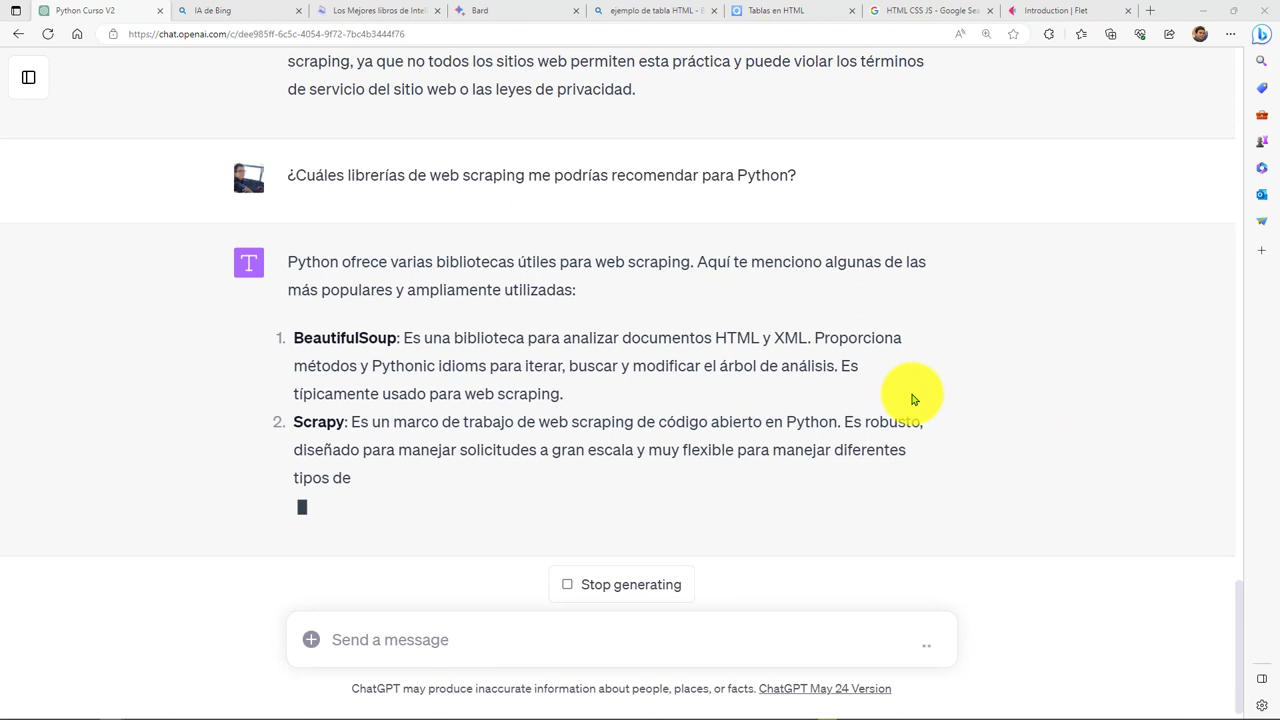 Python Curso V2
IA de Bing
Los Mejores libros de Inteli
Bard
ejemplo de tabla HTML - B
Tablas en HTML
HTML CSS JS - Google Sea
Introduction | Flet
https://chat.openai.com/c/dee985ff-6c5c-4054-9f72-7bc4b3444f76
scraping, ya que no todos los sitios web permiten esta práctica y puede violar los términos
de servicio del sitio web o las leyes de privacidad.
¿Cuáles librerías de web scraping me podrías recomendar para Python?
T
Python ofrece varias bibliotecas útiles para web scraping. Aquí te menciono algunas de las
más populares y ampliamente utilizadas:
1. BeautifulSoup: Es una biblioteca para analizar documentos HTML y XML. Proporciona
métodos y Pythonic idioms para iterar, buscar y modificar el árbol de análisis. Es
típicamente usado para web scraping.
2. Scrapy: Es un marco de trabajo de web scraping de código abierto en Python. Es robusto,
diseñado para manejar solicitudes a gran escala y muy flexible para manejar diferentes
tipos de
Stop generating
Send a message
ChatGPT may produce inaccurate information about people, places, or facts. ChatGPT May 24 Version